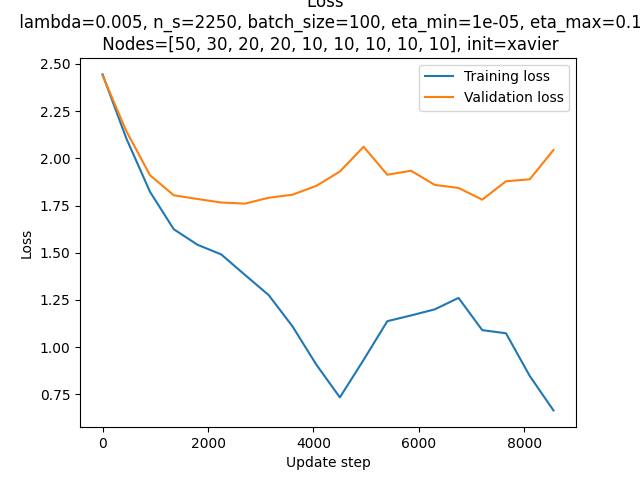 Loss
lambda=0.005, n_s=2250, batch_size=100, eta_min=1e-05, eta_max=0.1
Nodes=[50, 30, 20, 20, 10, 10, 10, 10, 10], init=xavier
Training loss
Validation loss
2.50
2.25
2.00
1.75
1.50
1.25
1.00
0.75
Loss
0
2000
4000
6000
8000
Update step